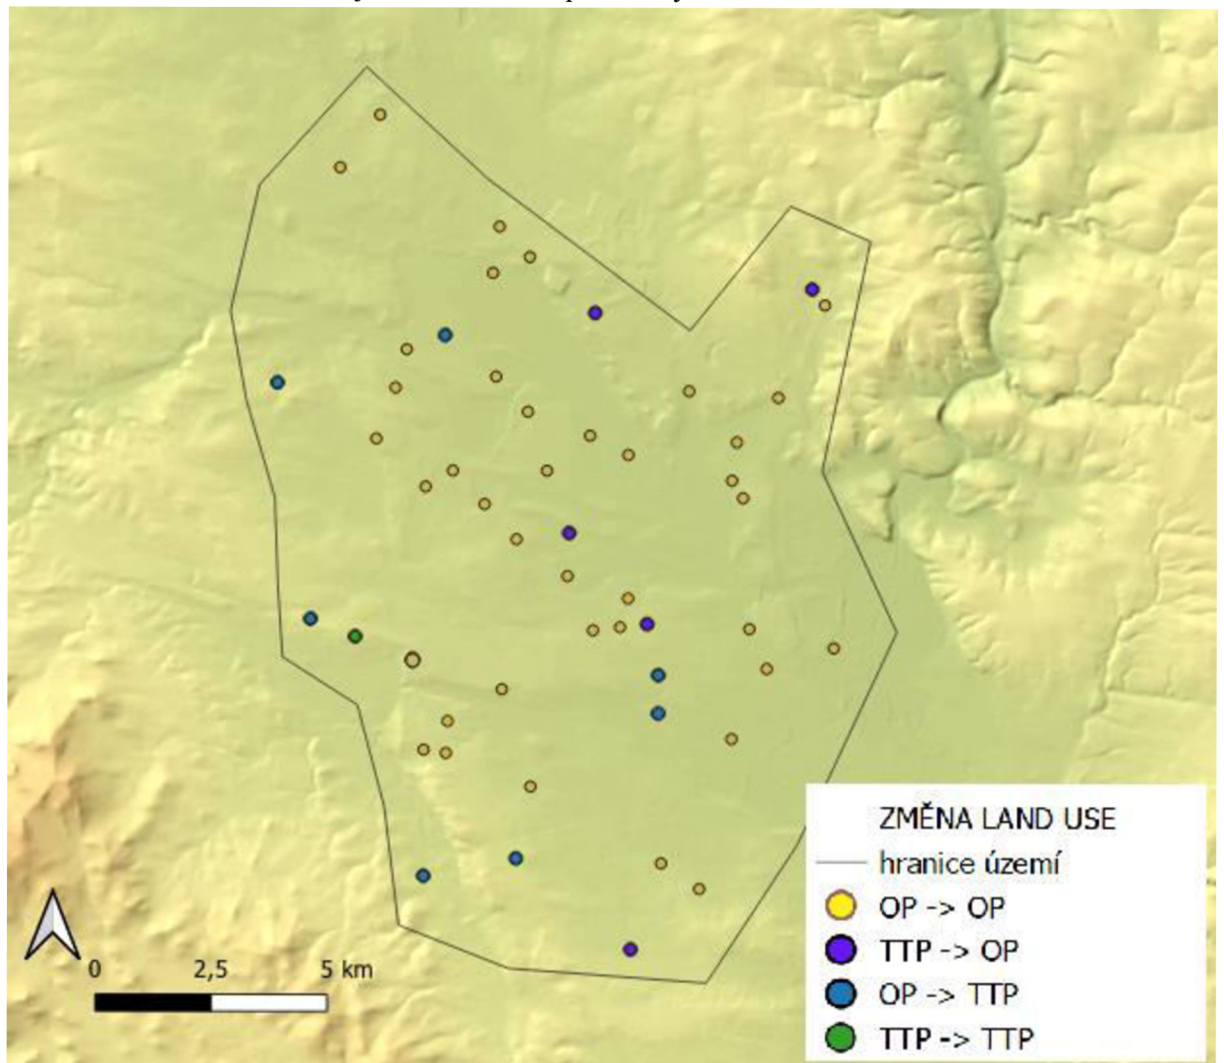 ZMĚNA LAND USE
hranice území
OP -> OP
TTP -> OP
OP -> TTP
TTP -> TTP
0 2,5 5 km